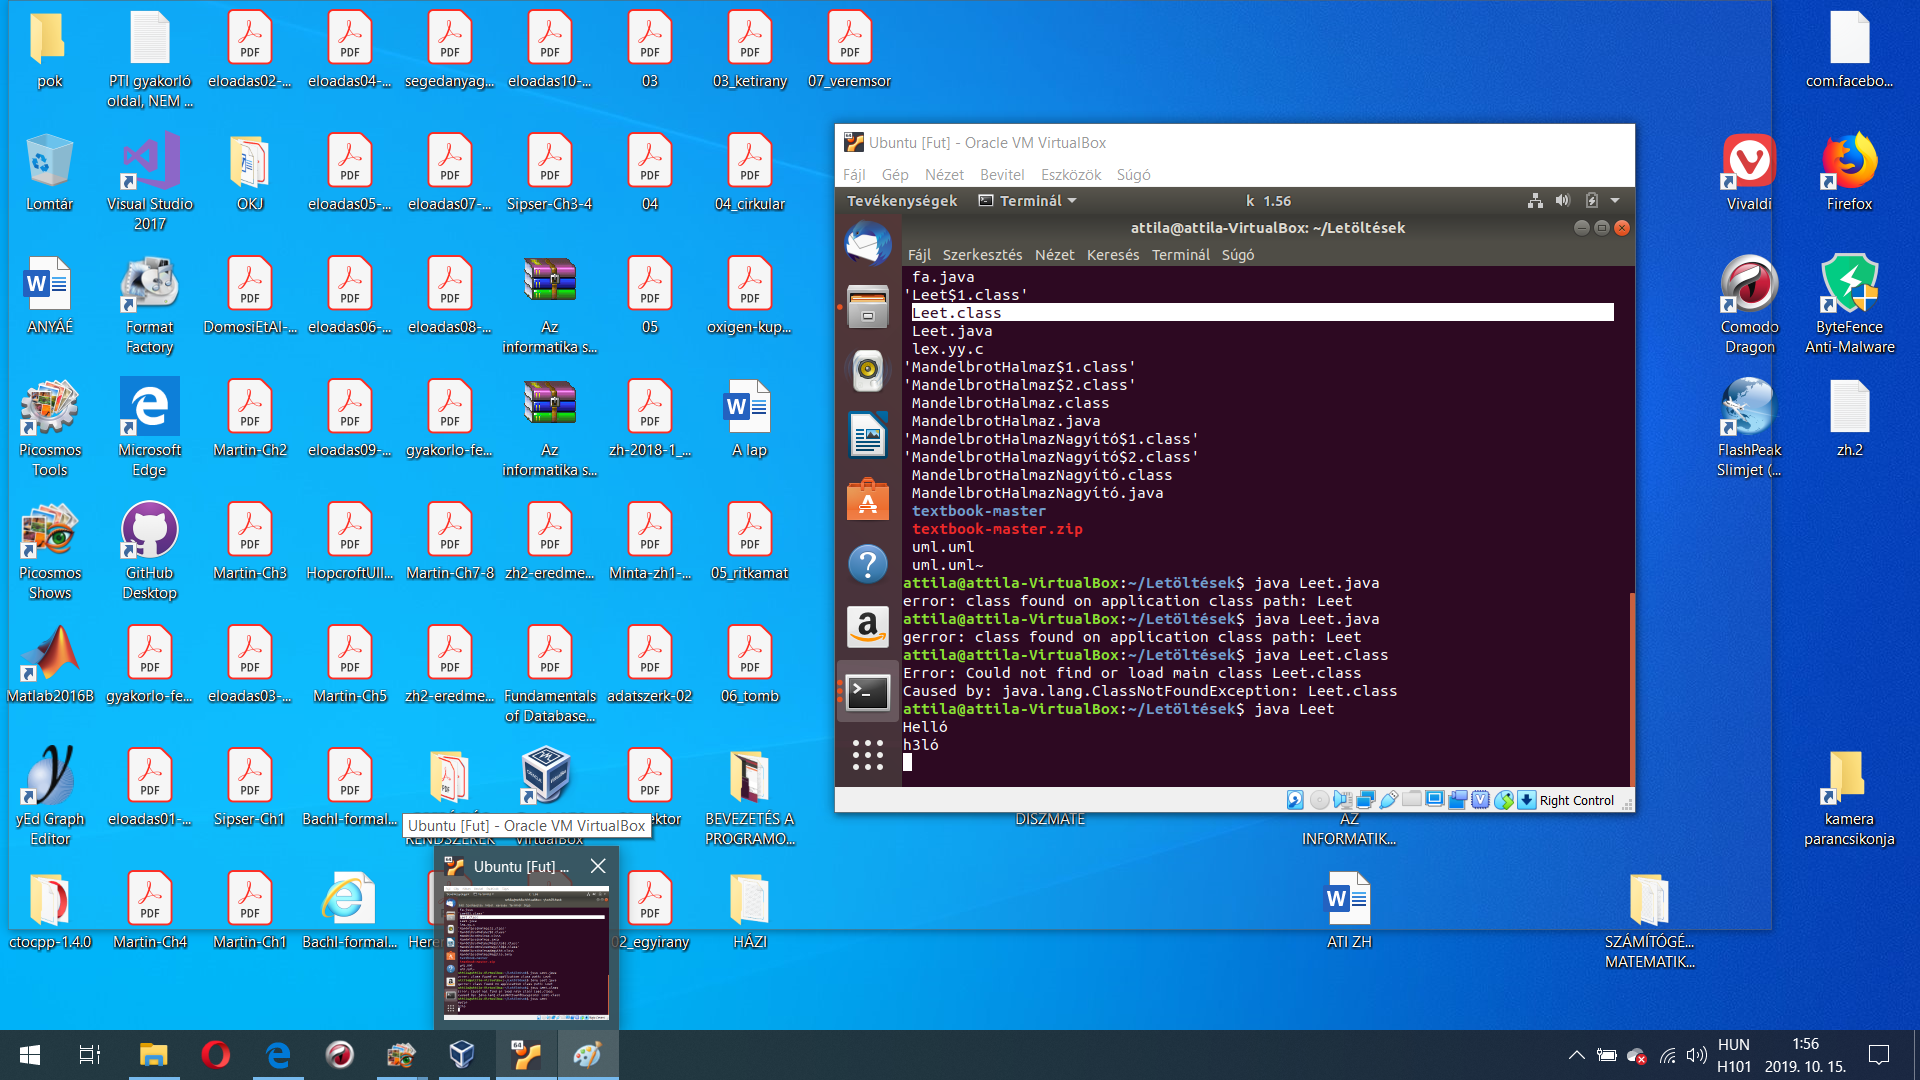 pok
PTI gyakorló
oldal, NEM ...
eloadas02-...
eloadas04-...
segedanyag...
eloadas10-...
03
03_ketirany
07_veremsor
com.facebo...
Lomtár
Visual Studio
2017
OKJ
eloadas05-...
eloadas07-...
Sipser-Ch3-4
04
04_cirkular
Vivaldi
Firefox
ANYÁÉ
Format
Factory
DomosiEtAl-...
eloadas06-...
eloadas08-...
Az
informatika s...
05
oxigen-kup...
Comodo
Dragon
ByteFence
Anti-Malware
Picosmos
Tools
Microsoft
Edge
Martin-Ch2
eloadas09-...
gyakorlo-fe...
Az
informatika s...
zh-2018-1_...
A lap
FlashPeak
Slimjet (...
zh.2
Picosmos
Shows
GitHub
Desktop
Martin-Ch3
HopcroftUll...
Martin-Ch7-8
zh2-eredme...
Minta-zh1-...
05_ritkamat
Matlab2016B
gyakorlo-fe...
eloadas03-...
Martin-Ch5
zh2-eredme...
Fundamentals
of Database...
adatszerk-02
06_tomb
yEd Graph
Editor
eloadas01-...
Sipser-Ch1
Bachl-formal...
RENDSZEREK
VirtualBox
BEVEZETÉS A
PROGRAMO...
DISZMATE
AZ
INFORMATIK...
kamera
parancsikonja
ctocpp-1.4.0
Martin-Ch4
Martin-Ch1
Bachl-formal...
02_egyirany
HÁZI
ATI ZH
SZÁMÍTÓGÉ...
MATEMATIK...
Ubuntu [Fut] - Oracle VM VirtualBox
Fájl Gép Nézet Bevitel Eszközök Súgó
Tevékenységek Terminál k 1.56
attila@attila-VirtualBox: ~/Letöltések
Fájl Szerkesztés Nézet Keresés Terminál Súgó
fa.java
'Leet$1.class'
Leet.class
Leet.java
lex.yy.c
'MandelbrotHalmaz$1.class'
'MandelbrotHalmaz$2.class'
MandelbrotHalmaz.class
MandelbrotHalmaz.java
'MandelbrotHalmazNagyító$1.class'
'MandelbrotHalmazNagyító$2.class'
MandelbrotHalmazNagyító.class
MandelbrotHalmazNagyító.java
textbook-master
textbook-master.zip
uml.uml
uml.uml~
attila@attila-VirtualBox:~/Letöltések$ java Leet.java
error: class found on application class path: Leet
attila@attila-VirtualBox:~/Letöltések$ java Leet.java
gerror: class found on application class path: Leet
attila@attila-VirtualBox:~/Letöltések$ java Leet.class
Error: Could not find or load main class Leet.class
Caused by: java.lang.ClassNotFoundException: Leet.class
attila@attila-VirtualBox:~/Letöltések$ java Leet
Helló
h3ló
Right Control
Ubuntu [Fut] - Oracle VM VirtualBox
Ubuntu [Fut] ...
HUN
H101
1:56
2019. 10. 15.